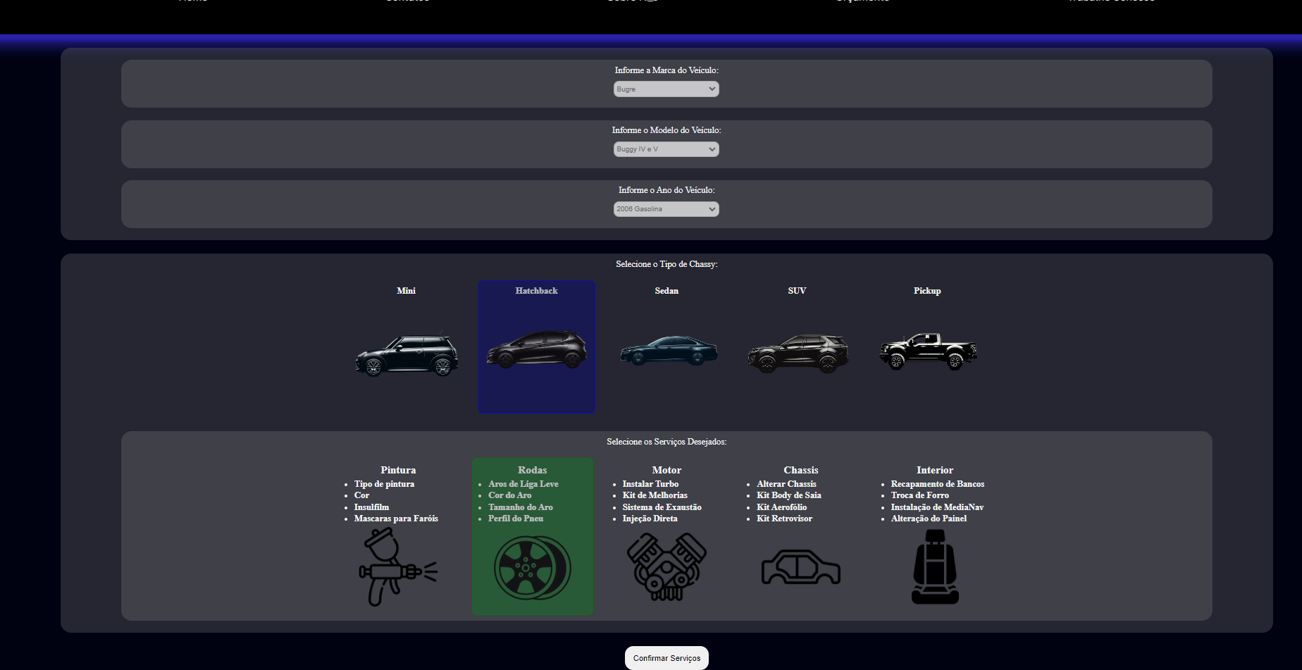 Informe a Marca do Veículo:
Bugre
Informe o Modelo do Veículo:
Buggy IV e V
Informe o Ano do Veículo:
2006 Gasolina
Selecione o Tipo de Chassy:
Mini Hatchback Sedan SUV Pickup
Selecione os Serviços Desejados:
Pintura Rodas Motor Chassis Interior
Tipo de pintura Aros de Liga Leve Instalar Turbo Alterar Chassis Recapamento de Bancos
Cor Cor do Aro Kit de Melhorias Kit Body de Saia Troca de Forro
Insulfilm Tamanho do Aro Sistema de Exaustão Kit Aerofólio Instalação de MediaNav
Mascaras para Faróis Perfil do Pneu Injeção Direta Kit Retrovisor Alteração do Painel
Confirmar Serviços